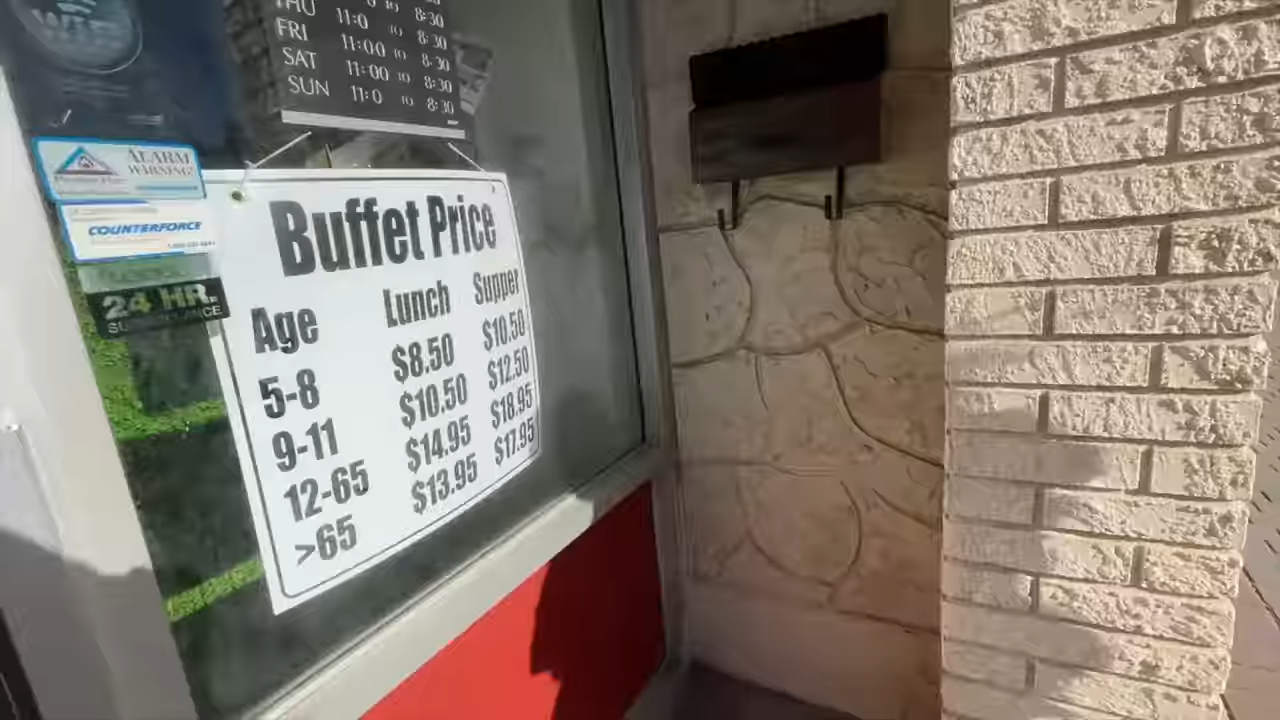 WIFI
THU 11:0 to 8:30
FRI 11:00 to 8:30
SAT 11:00 to 8:30
SUN 11:0 to 8:30
ALARM
WARNING!
COUNTERFORCE
24 HR.
Buffet Price
Age Lunch Supper
5-8 $8.50 $10.50
9-11 $10.50 $12.50
12-65 $14.95 $18.95
>65 $13.95 $17.95